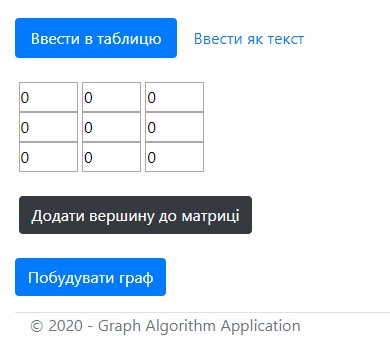 Ввести в таблицю Ввести як текст
0 0 0
0 0 0
0 0 0
Додати вершину до матриці
Побудувати граф
© 2020 - Graph Algorithm Application